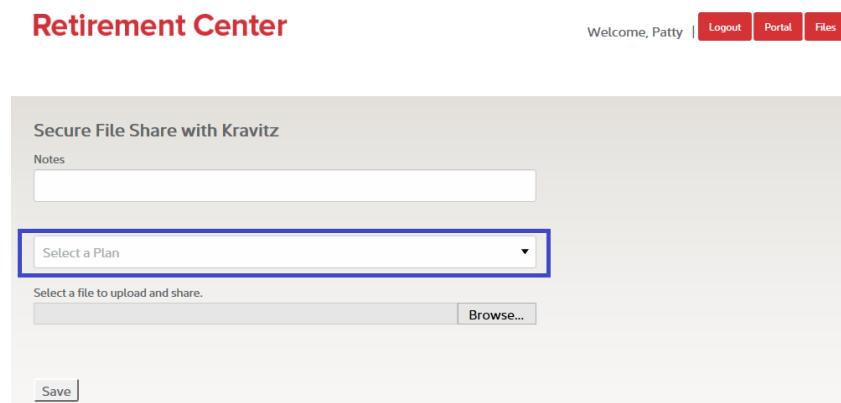 Retirement Center
Welcome, Patty | Logout Portal Files
Secure File Share with Kravitz
Notes
Select a Plan
Select a file to upload and share.
Browse...
Save